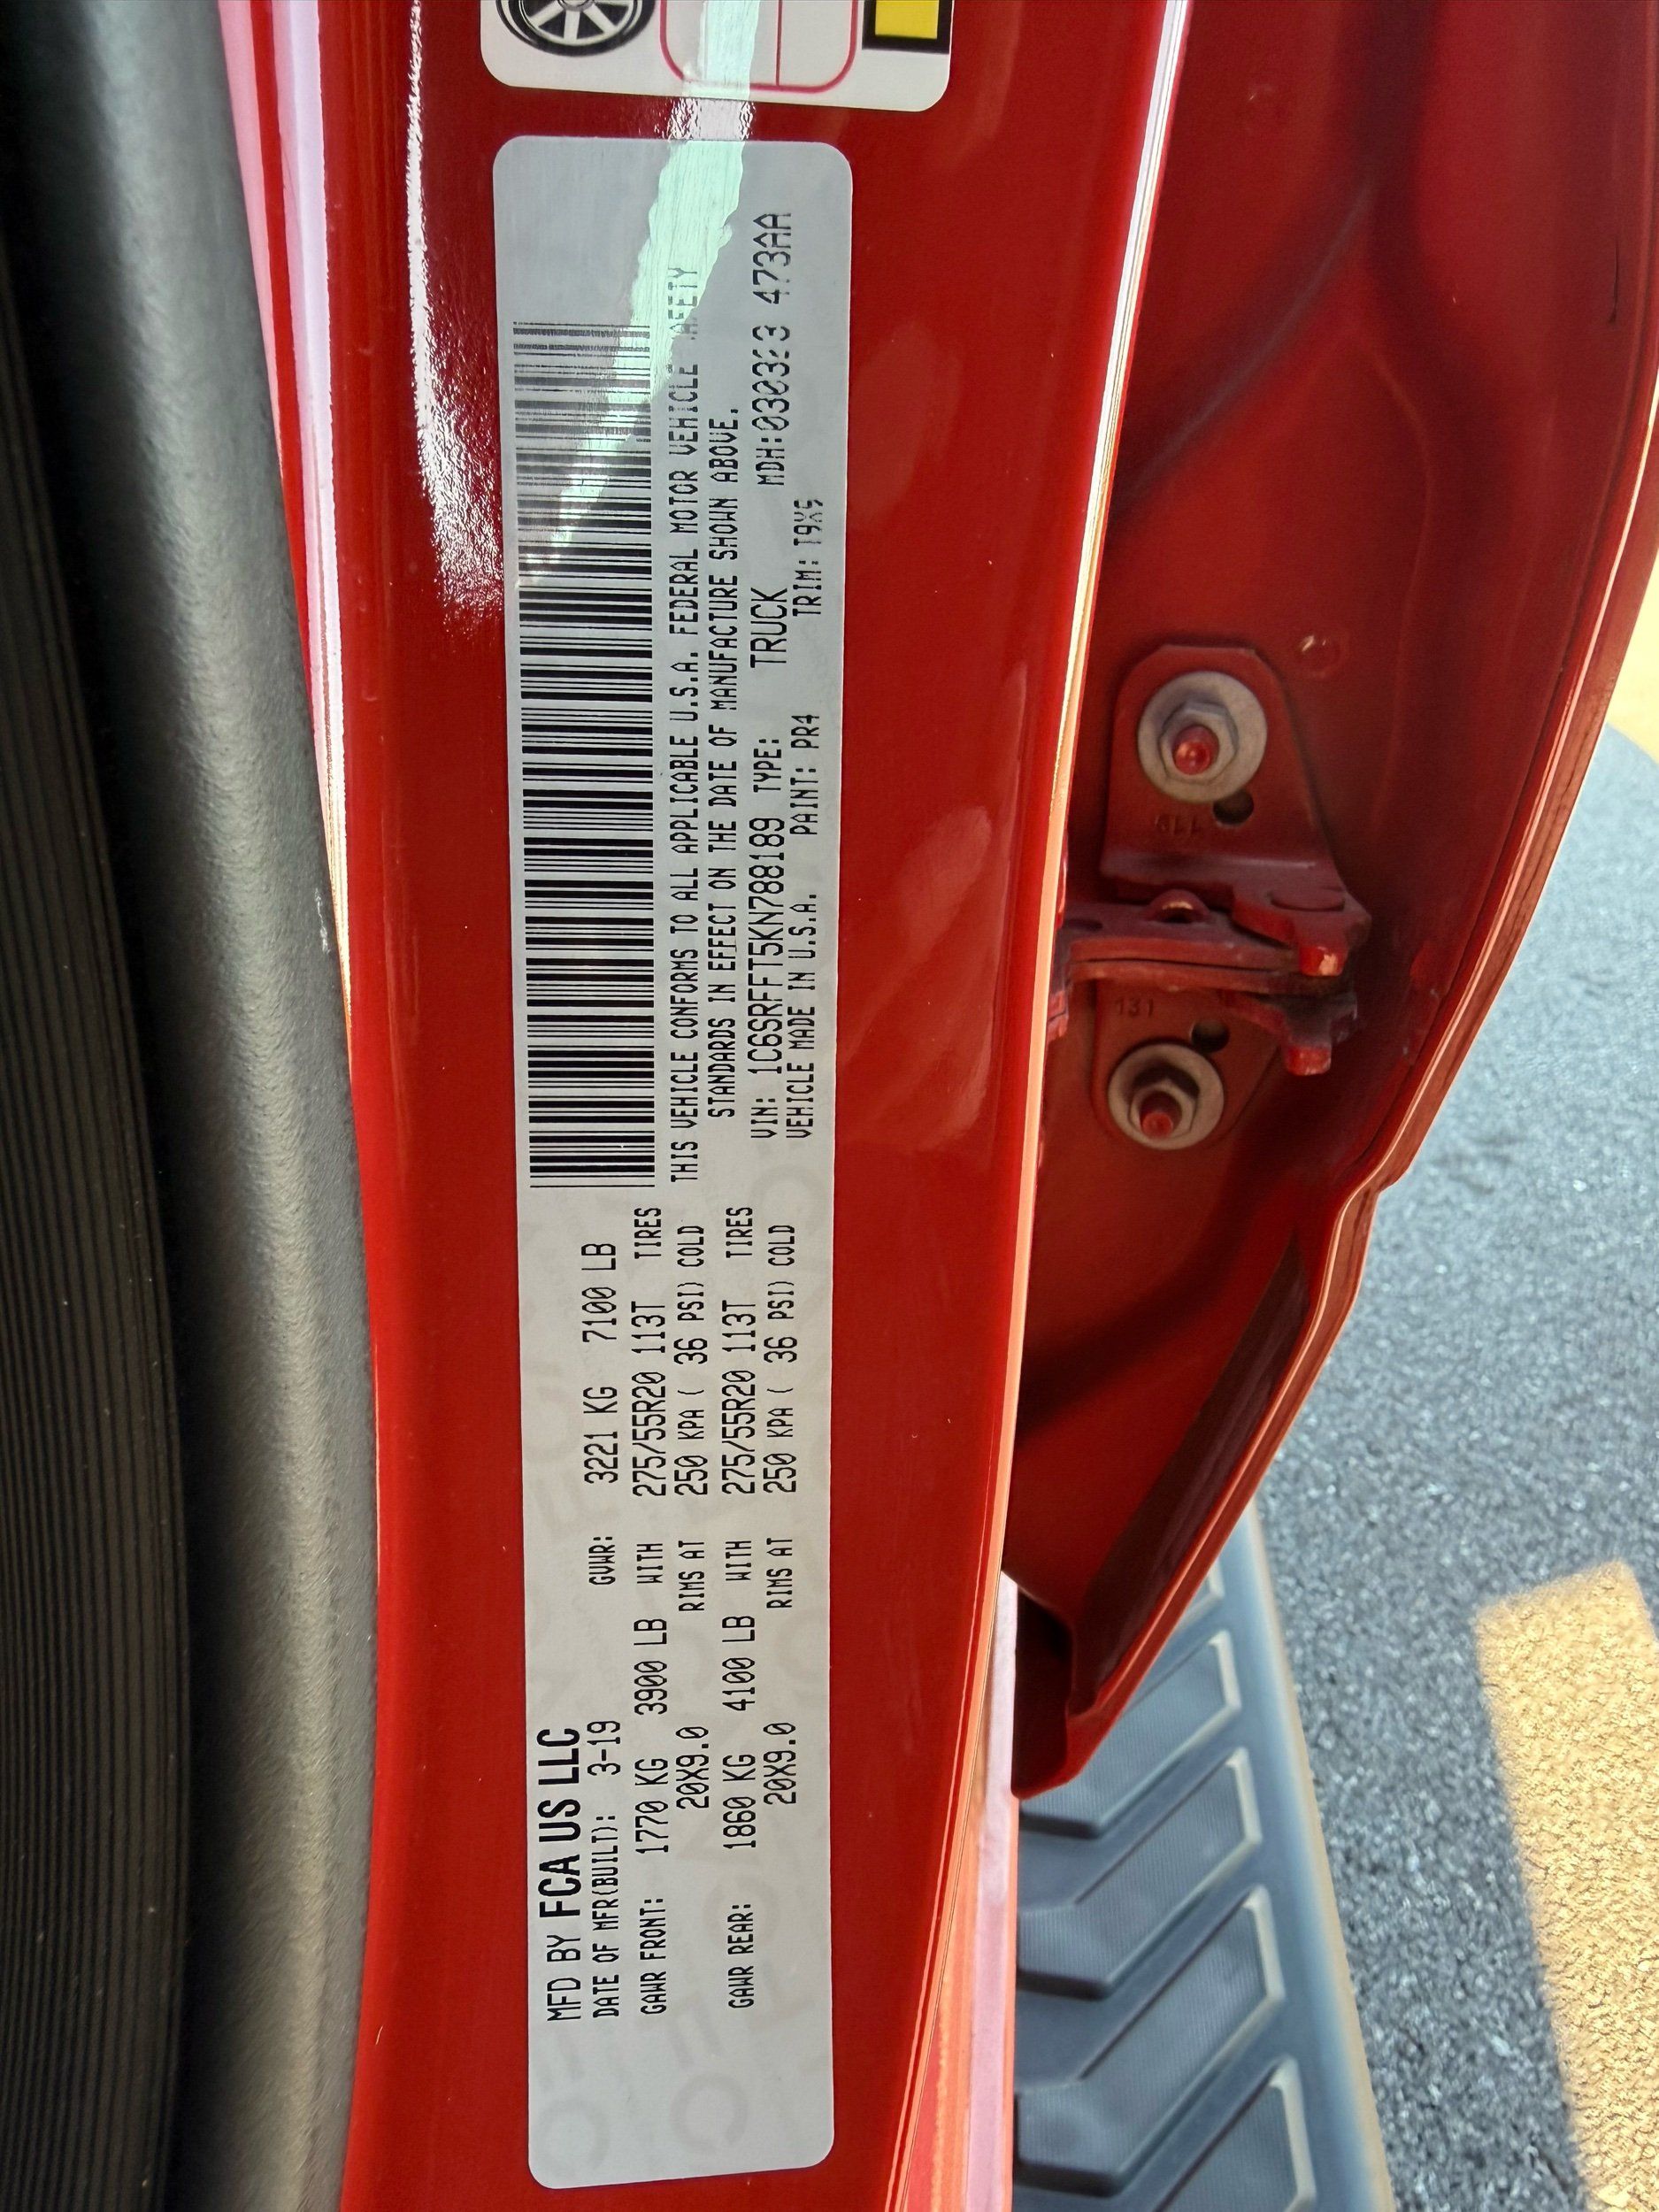 MFD BY FCA US LLC
DATE OF MFR(BUILT): 3-19 GVWR: 3221 KG 7100 LB
GAWR FRONT: 1770 KG 3900 LB WITH 275/55R20 113T TIRES
20X9.0 RIMS AT 250 KPA ( 36 PSI) COLD
GAWR REAR: 1860 KG 4100 LB WITH 275/55R20 113T TIRES
20X9.0 RIMS AT 250 KPA ( 36 PSI) COLD
THIS VEHICLE CONFORMS TO ALL APPLICABLE U.S.A. FEDERAL MOTOR VEHICLE SAFETY
STANDARDS IN EFFECT ON THE DATE OF MANUFACTURE SHOWN ABOVE.
VIN: 1C6SRFFT5KN788189 TYPE: TRUCK MDH: 473AA
VEHICLE MADE IN U.S.A. PAINT: PR4 TRIM:
131